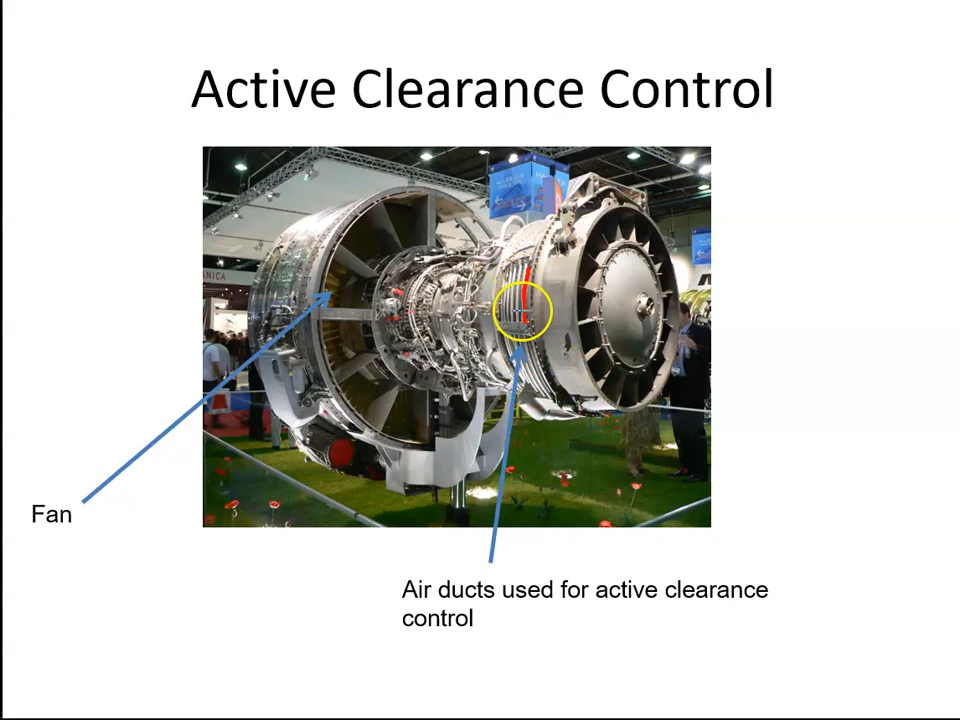 Active Clearance Control
Fan
Air ducts used for active clearance
control